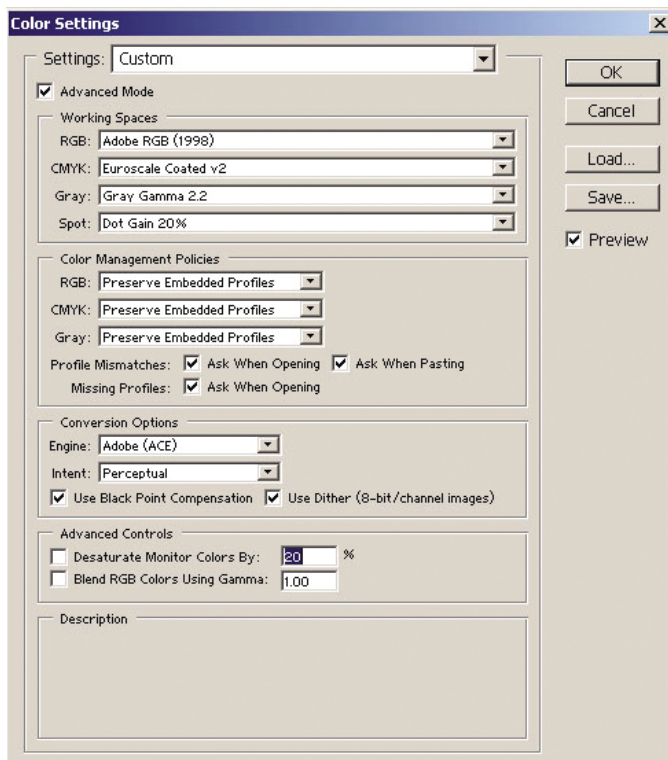 Color Settings
Settings: Custom
OK
Advanced Mode
Cancel
Working Spaces
RGB: Adobe RGB (1998)
CMYK: Euroscale Coated v2
Load...
Gray: Gray Gamma 2.2
Save...
Spot: Dot Gain 20%
Preview
Color Management Policies
RGB: Preserve Embedded Profiles
CMYK: Preserve Embedded Profiles
Gray: Preserve Embedded Profiles
Profile Mismatches: Ask When Opening Ask When Pasting
Missing Profiles: Ask When Opening
Conversion Options
Engine: Adobe (ACE)
Intent: Perceptual
Use Black Point Compensation Use Dither (8-bit/channel images)
Advanced Controls
Desaturate Monitor Colors By: 20 %
Blend RGB Colors Using Gamma: 1.00
Description